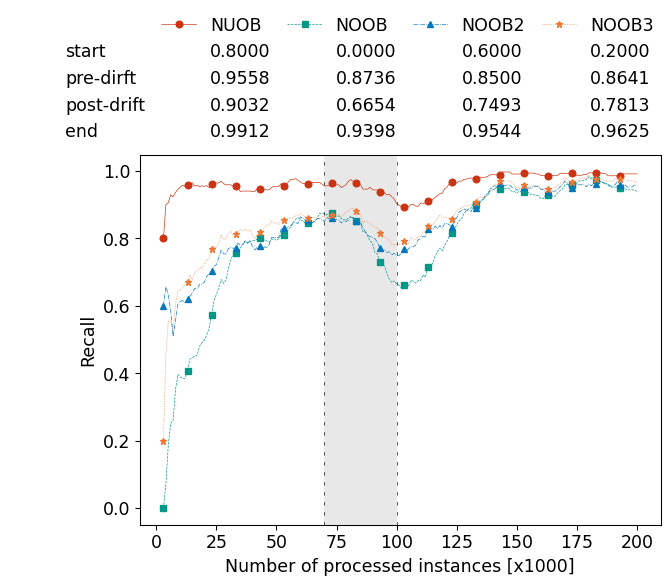 NUOB NOOB NOOB2 NOOB3
start 0.8000 0.0000 0.6000 0.2000
pre-dirft 0.9558 0.8736 0.8500 0.8641
post-drift 0.9032 0.6654 0.7493 0.7813
end 0.9912 0.9398 0.9544 0.9625
1.0
0.8
0.6
0.4
0.2
0.0
Recall
0 25 50 75 100 125 150 175 200
Number of processed instances [x1000]